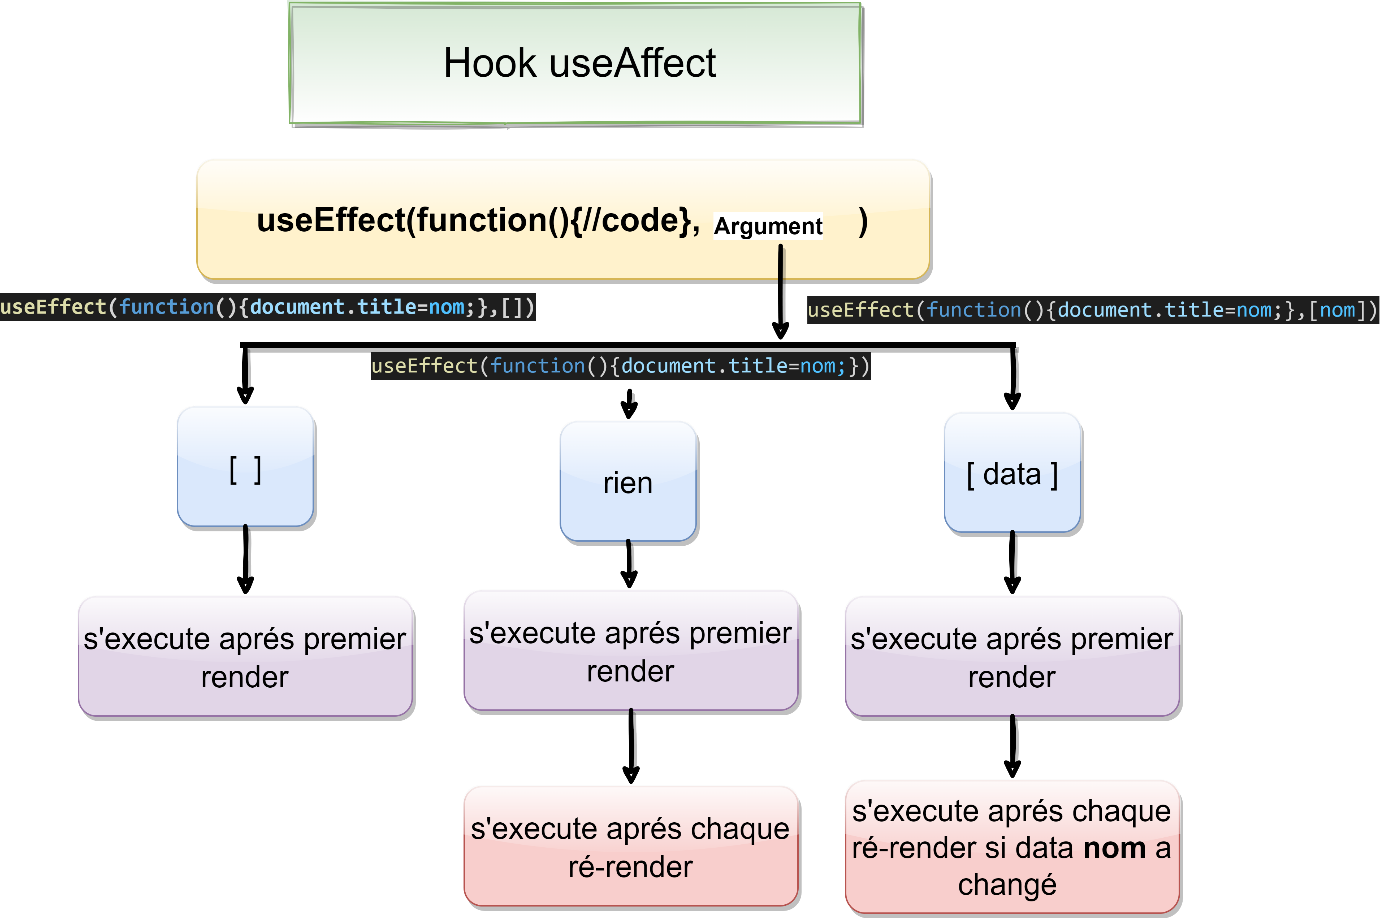 Hook useAffect
useEffect(function(){//code}, Argument )
useEffect(function(){document.title=nom;},[])
useEffect(function(){document.title=nom;},[nom])
useEffect(function(){document.title=nom;})
[ ]
rien
[ data ]
s'execute aprés premier
render
s'execute aprés premier
render
s'execute aprés premier
render
s'execute aprés chaque
ré-render
s'execute aprés chaque
ré-render si data nom a
changé